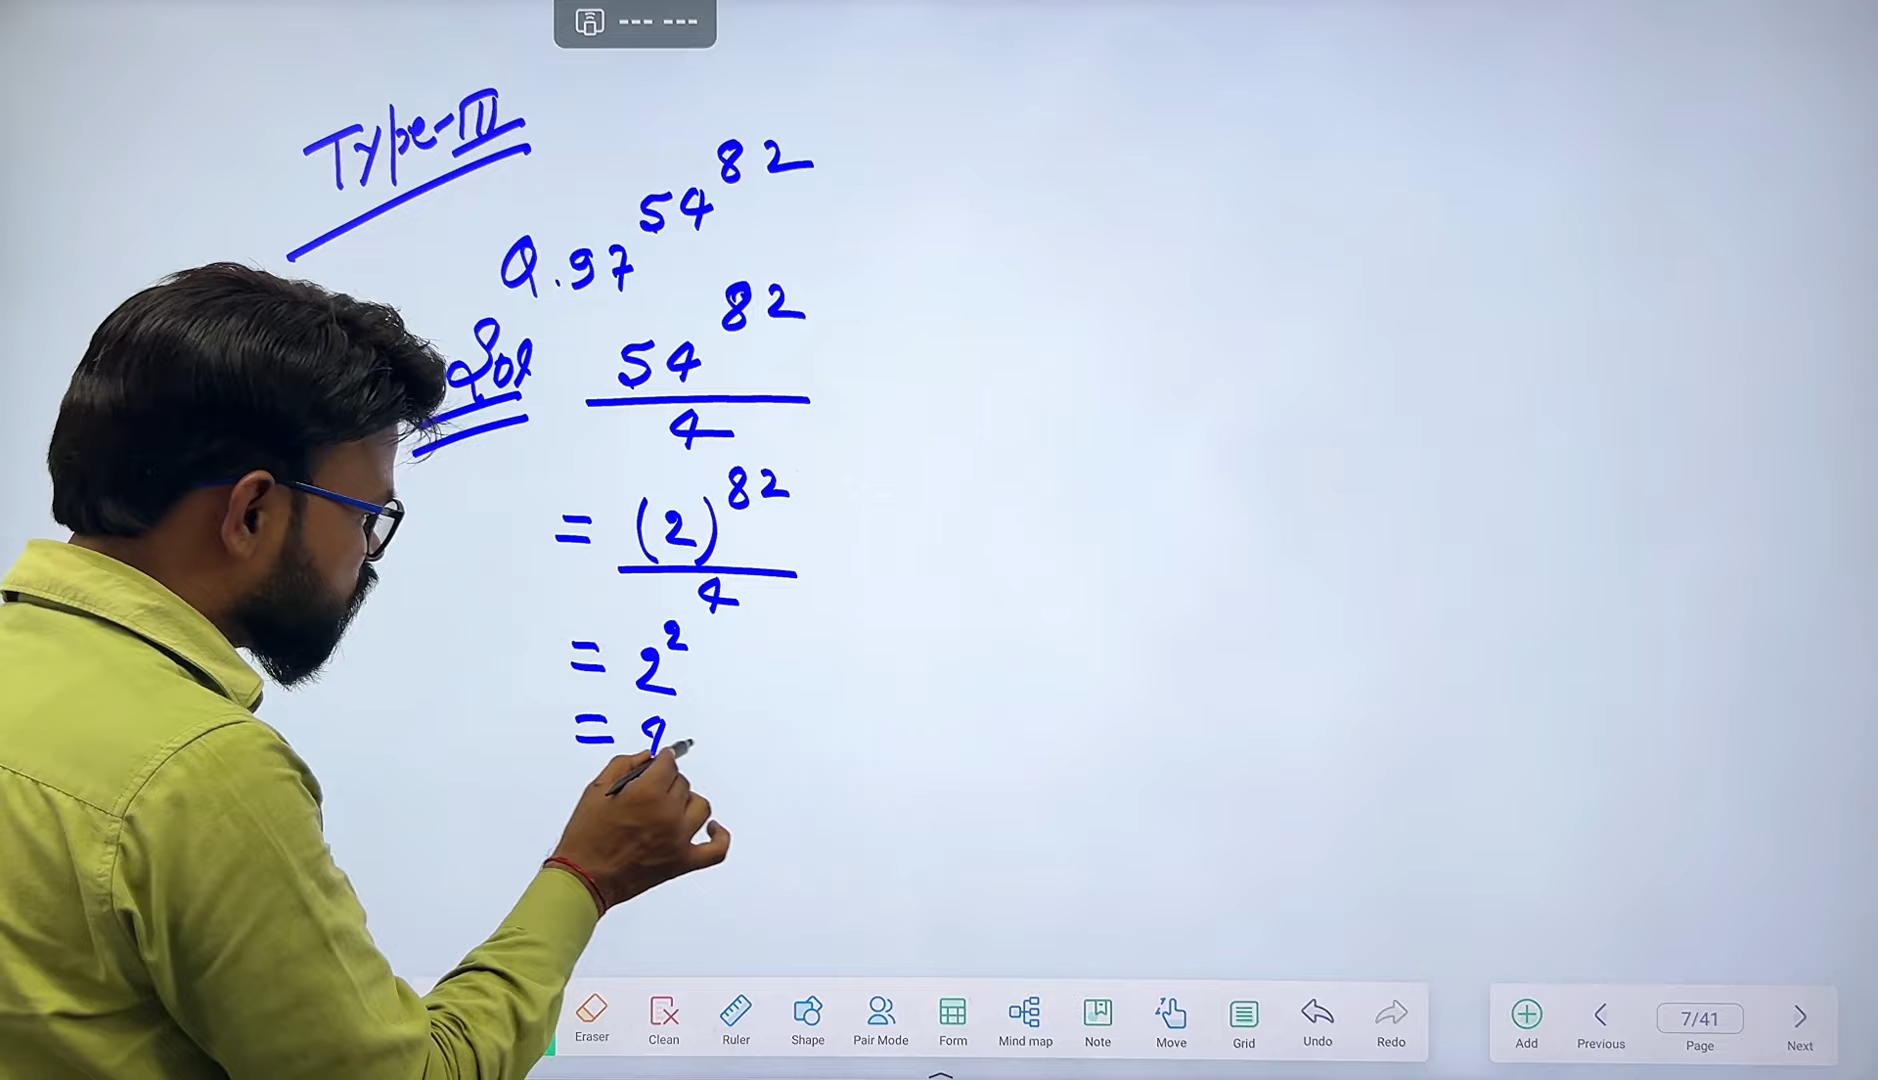 --- ---
Type-III
Q. 97^54^82
Sol 54^82
4
= (2)^82
4
= 2^2
= 4
Eraser Clean Ruler Shape Pair Mode Form Mind map Note Move Grid Undo Redo
Add Previous 7/41 Page Next